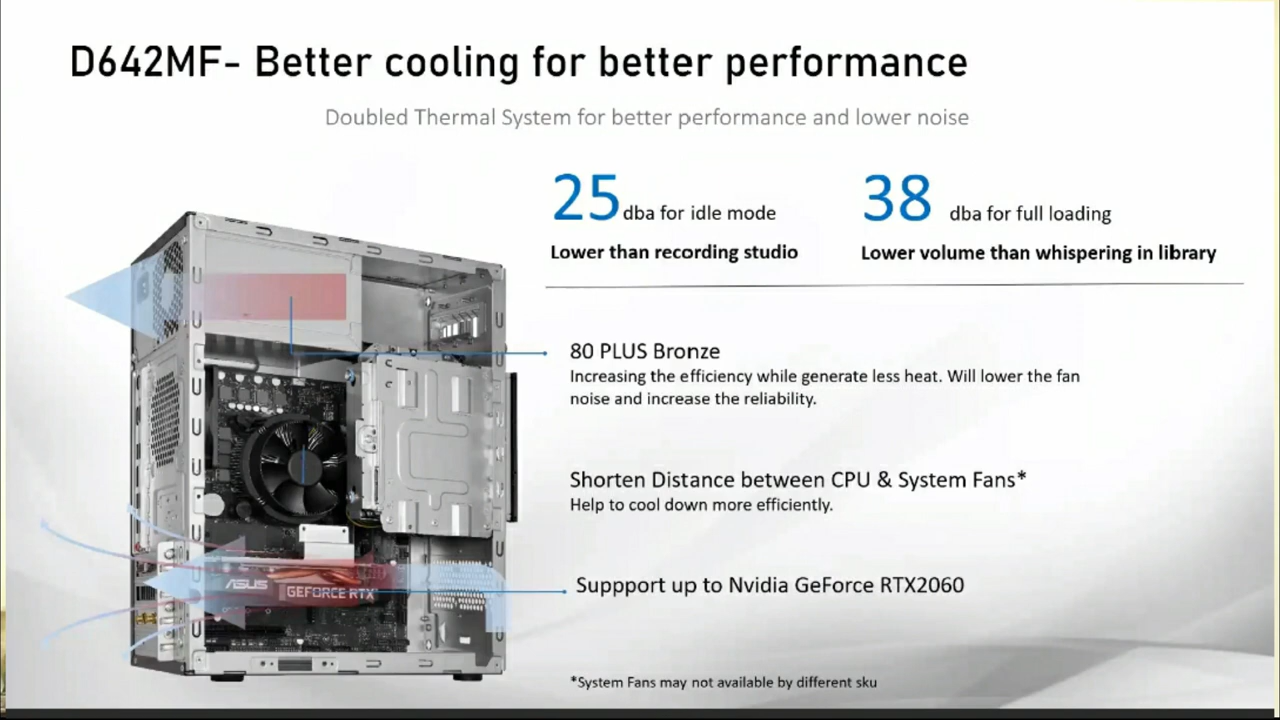 D642MF- Better cooling for better performance
Doubled Thermal System for better performance and lower noise
25 dba for idle mode
Lower than recording studio
38 dba for full loading
Lower volume than whispering in library
80 PLUS Bronze
Increasing the efficiency while generate less heat. Will lower the fan
noise and increase the reliability.
Shorten Distance between CPU & System Fans*
Help to cool down more efficiently.
ASUS
GEFORCE RTX
Suppport up to Nvidia GeForce RTX2060
*System Fans may not available by different sku